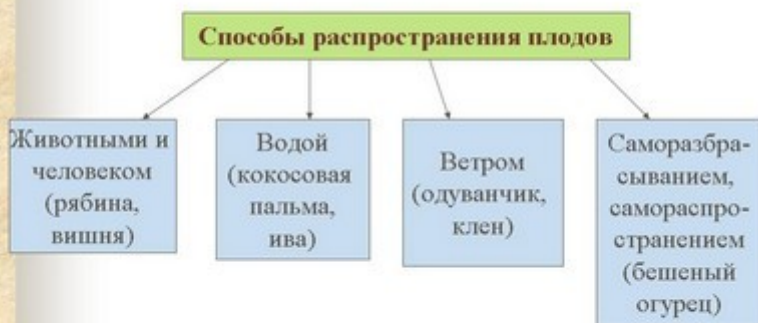 Способы распространения плодов
Животными и
человеком
(рябина,
вишня)
Водой
(кокосовая
пальма,
ива)
Ветром
(одуванчик,
клен)
Саморазбра-
сыванием,
самораспро-
странением
(бешеный
огурец)